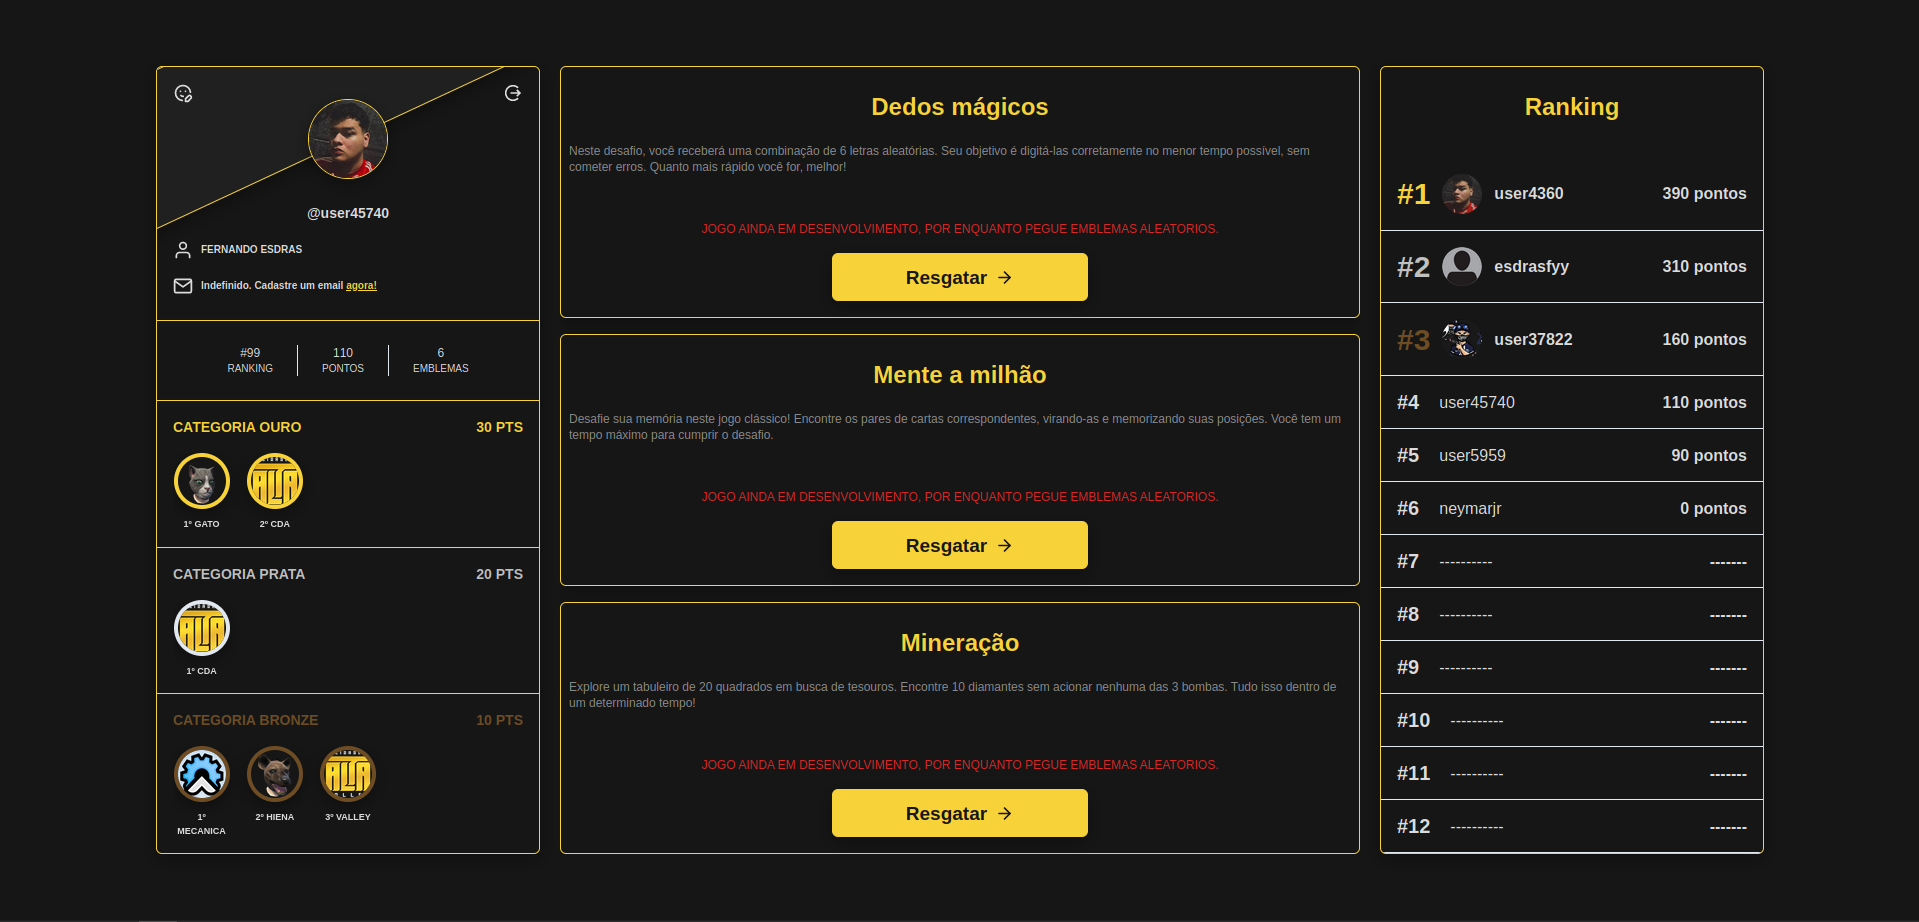 @user45740
FERNANDO ESDRAS
Indefinido. Cadastre um email agora!
#99
RANKING
110
PONTOS
6
EMBLEMAS
CATEGORIA OURO
30 PTS
1º GATO
2º CDA
CATEGORIA PRATA
20 PTS
1º CDA
CATEGORIA BRONZE
10 PTS
1º
MECANICA
2º HIENA
3º VALLEY
Dedos mágicos
Neste desafio, você receberá uma combinação de 6 letras aleatórias. Seu objetivo é digitá-las corretamente no menor tempo possível, sem
cometer erros. Quanto mais rápido você for, melhor!
JOGO AINDA EM DESENVOLVIMENTO, POR ENQUANTO PEGUE EMBLEMAS ALEATORIOS.
Resgatar →
Mente a milhão
Desafie sua memória neste jogo clássico! Encontre os pares de cartas correspondentes, virando-as e memorizando suas posições. Você tem um
tempo máximo para cumprir o desafio.
JOGO AINDA EM DESENVOLVIMENTO, POR ENQUANTO PEGUE EMBLEMAS ALEATORIOS.
Resgatar →
Mineração
Explore um tabuleiro de 20 quadrados em busca de tesouros. Encontre 10 diamantes sem acionar nenhuma das 3 bombas. Tudo isso dentro de
um determinado tempo!
JOGO AINDA EM DESENVOLVIMENTO, POR ENQUANTO PEGUE EMBLEMAS ALEATORIOS.
Resgatar →
Ranking
#1 user4360 390 pontos
#2 esdrasfyy 310 pontos
#3 user37822 160 pontos
#4 user45740 110 pontos
#5 user5959 90 pontos
#6 neymarjr 0 pontos
#7 ---------- -------
#8 ---------- -------
#9 ---------- -------
#10 ---------- -------
#11 ---------- -------
#12 ---------- -------